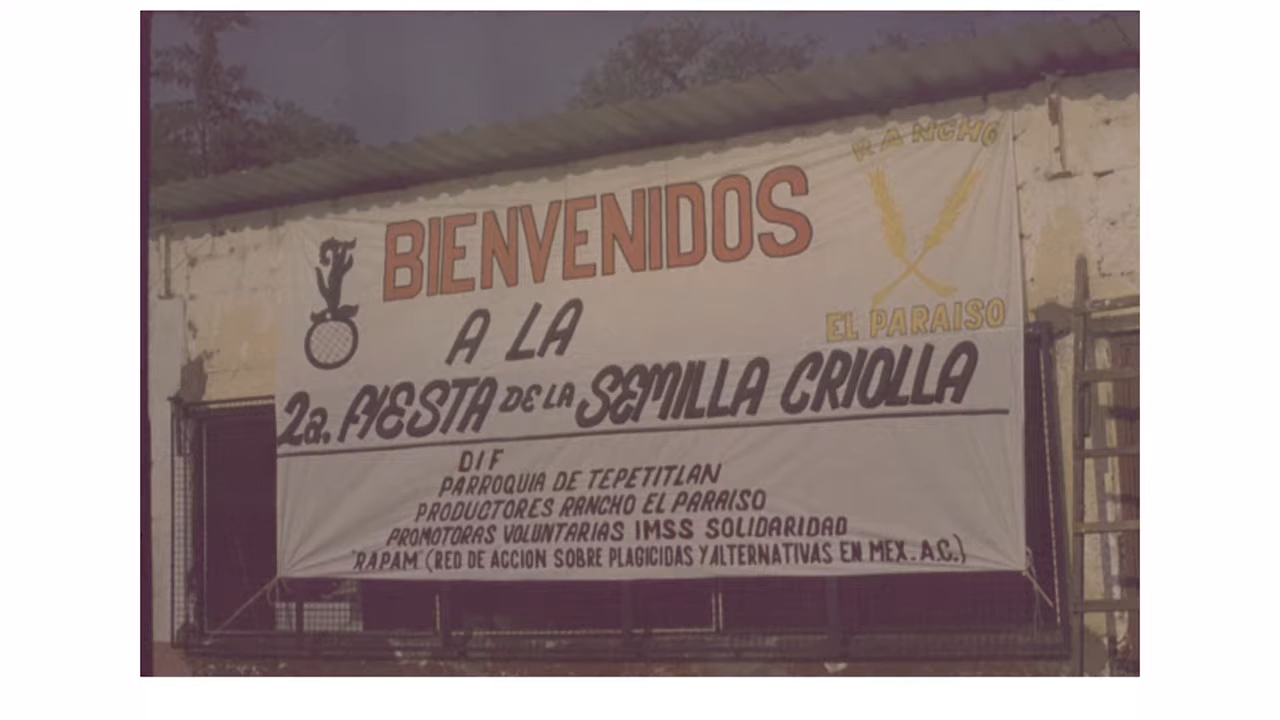 RANCHO
BIENVENIDOS
EL PARAISO
A LA
2a. FIESTA DE LA SEMILLA CRIOLLA
DIF
PARROQUIA DE TEPETITLAN
PRODUCTORES RANCHO EL PARAISO
PROMOTORAS VOLUNTARIAS IMSS SOLIDARIDAD
RAPAM (RED DE ACCION SOBRE PLAGICIDAS Y ALTERNATIVAS EN MEX. A.C.)